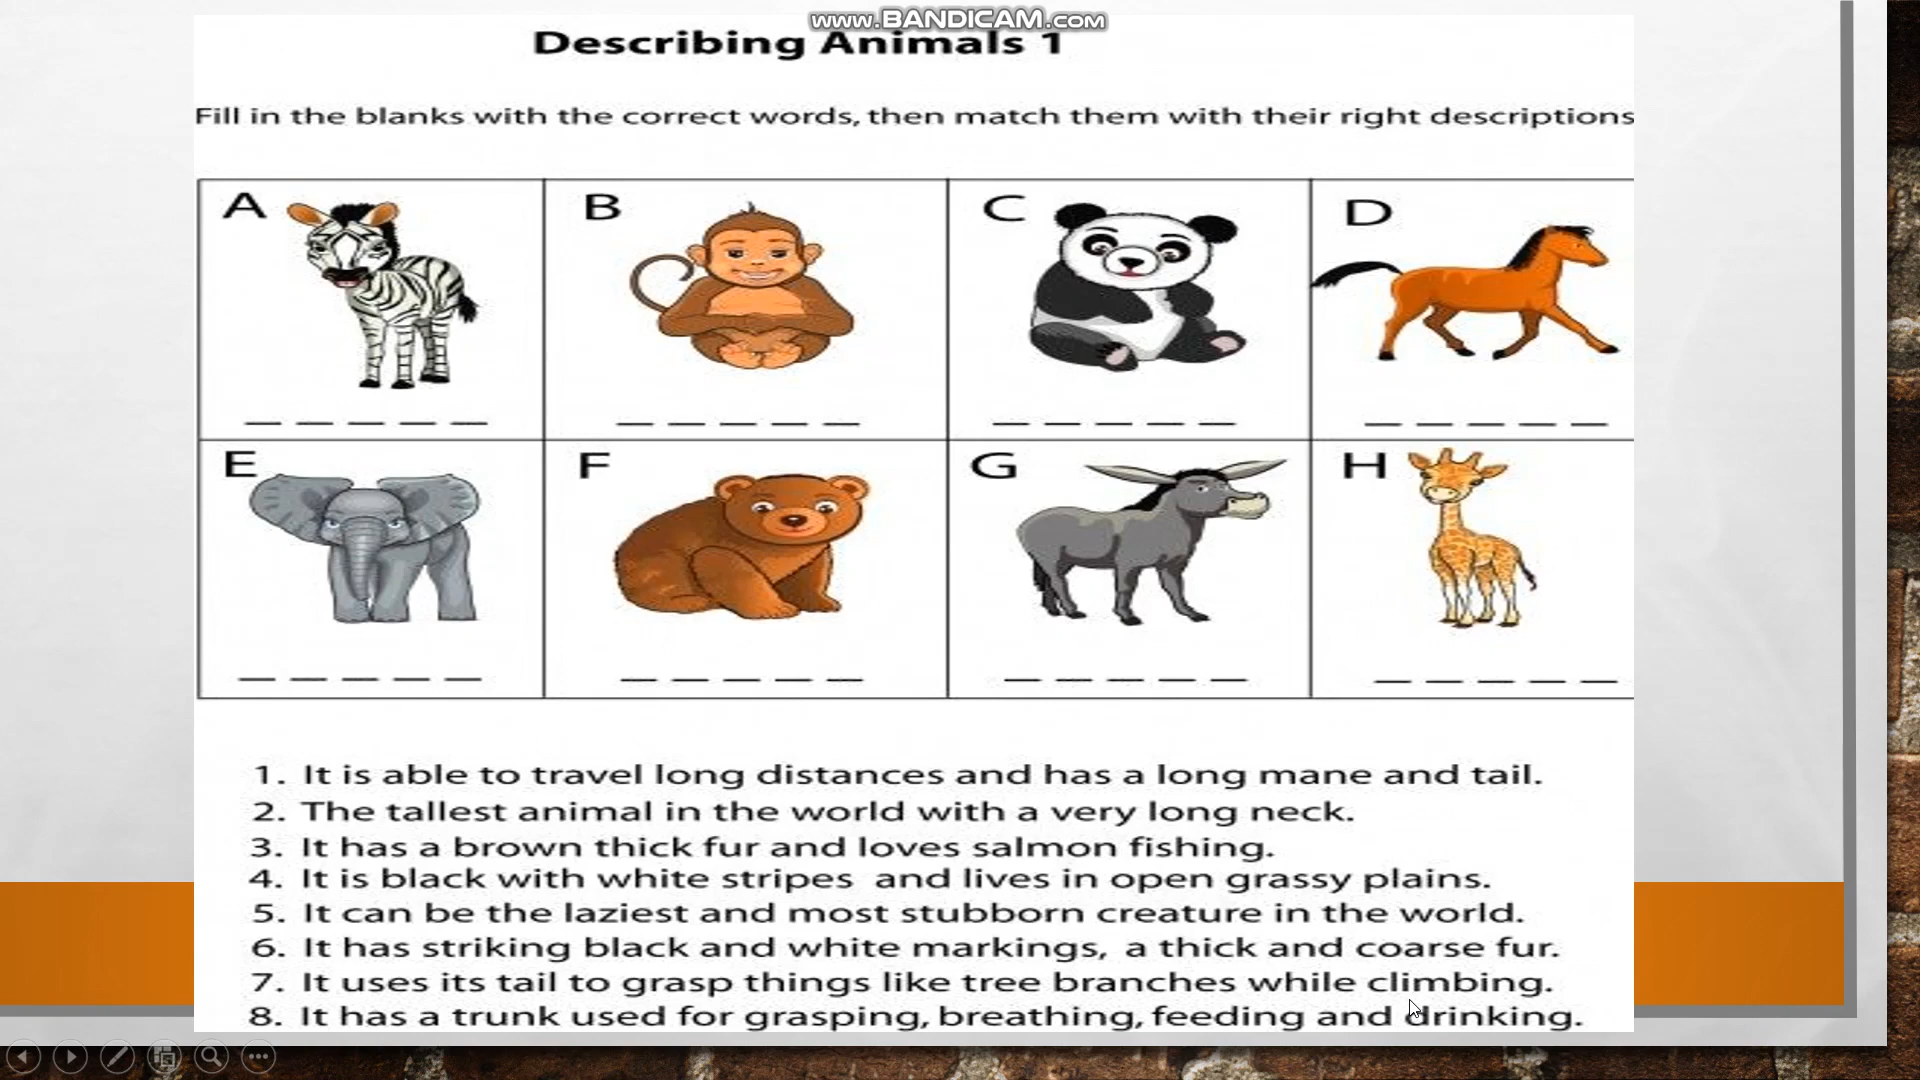 www.BANDICAM.com
Describing Animals 1
Fill in the blanks with the correct words, then match them with their right descriptions
A
B
C
D
E
F
G
H
1. It is able to travel long distances and has a long mane and tail.
2. The tallest animal in the world with a very long neck.
3. It has a brown thick fur and loves salmon fishing.
4. It is black with white stripes and lives in open grassy plains.
5. It can be the laziest and most stubborn creature in the world.
6. It has striking black and white markings, a thick and coarse fur.
7. It uses its tail to grasp things like tree branches while climbing.
8. It has a trunk used for grasping, breathing, feeding and drinking.